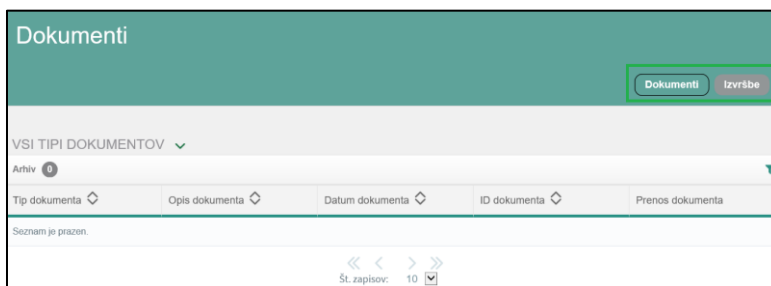 Dokumenti
Dokumenti Izvršbe
VSI TIPI DOKUMENTOV
Arhiv 0
Tip dokumenta Opis dokumenta Datum dokumenta ID dokumenta Prenos dokumenta
Seznam je prazen.
Št. zapisov: 10